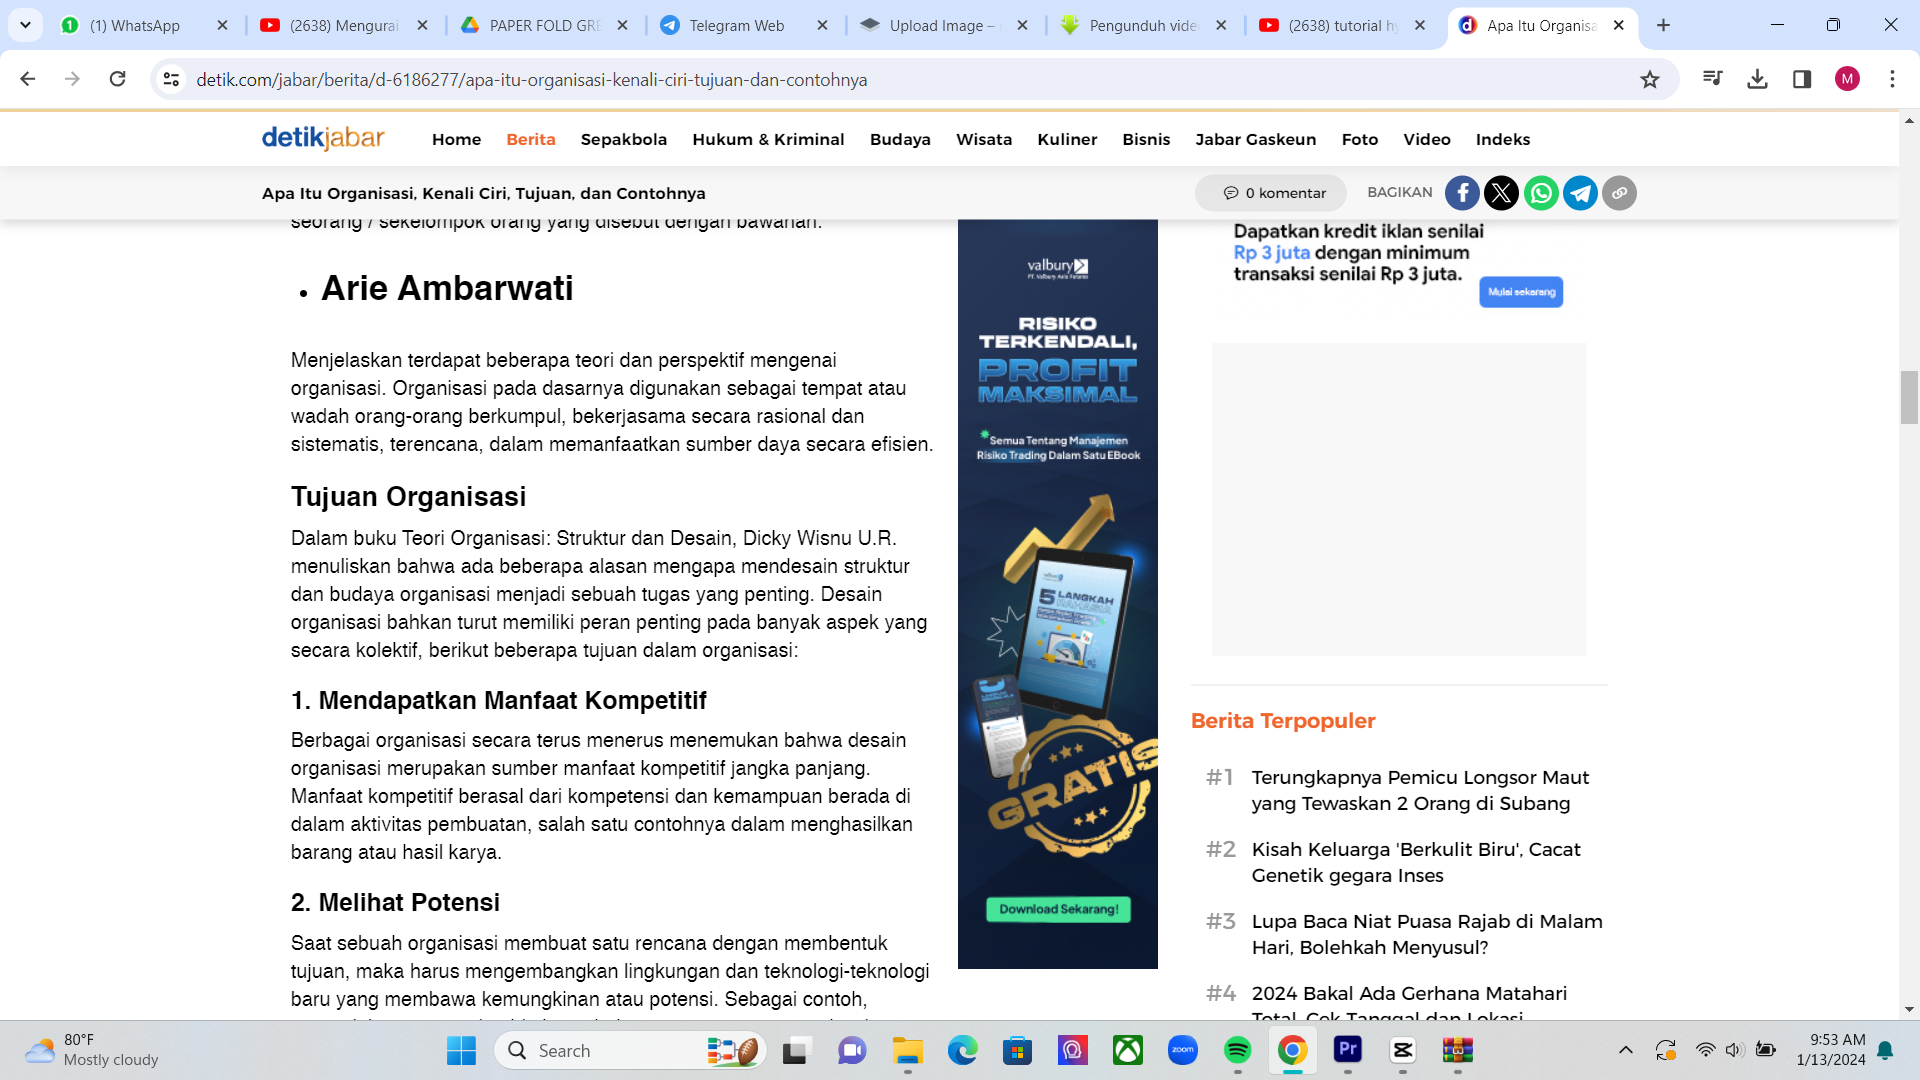 (1) WhatsApp
(2638) Mengurai
PAPER FOLD GRE
Telegram Web
Upload Image –
Pengunduh vide
(2638) tutorial hy
Apa Itu Organisa
detik.com/jabar/berita/d-6186277/apa-itu-organisasi-kenali-ciri-tujuan-dan-contohnya
M
detikjabar
Home Berita Sepakbola Hukum & Kriminal Budaya Wisata Kuliner Bisnis Jabar Gaskeun Foto Video Indeks
Apa Itu Organisasi, Kenali Ciri, Tujuan, dan Contohnya
0 komentar
BAGIKAN
seorang / sekelompok orang yang disebut dengan bawahan.
• Arie Ambarwati
Menjelaskan terdapat beberapa teori dan perspektif mengenai
organisasi. Organisasi pada dasarnya digunakan sebagai tempat atau
wadah orang-orang berkumpul, bekerjasama secara rasional dan
sistematis, terencana, dalam memanfaatkan sumber daya secara efisien.
Tujuan Organisasi
Dalam buku Teori Organisasi: Struktur dan Desain, Dicky Wisnu U.R.
menuliskan bahwa ada beberapa alasan mengapa mendesain struktur
dan budaya organisasi menjadi sebuah tugas yang penting. Desain
organisasi bahkan turut memiliki peran penting pada banyak aspek yang
secara kolektif, berikut beberapa tujuan dalam organisasi:
1. Mendapatkan Manfaat Kompetitif
Berbagai organisasi secara terus menerus menemukan bahwa desain
organisasi merupakan sumber manfaat kompetitif jangka panjang.
Manfaat kompetitif berasal dari kompetensi dan kemampuan berada di
dalam aktivitas pembuatan, salah satu contohnya dalam menghasilkan
barang atau hasil karya.
2. Melihat Potensi
Saat sebuah organisasi membuat satu rencana dengan membentuk
tujuan, maka harus mengembangkan lingkungan dan teknologi-teknologi
baru yang membawa kemungkinan atau potensi. Sebagai contoh,
valbury
PT. Valbury Asia Futures
RISIKO
TERKENDALI,
PROFIT
MAKSIMAL
Semua Tentang Manajemen
Risiko Trading Dalam Satu EBook
5 LANGKAH
RAHASIA
GRATIS
Download Sekarang!
Dapatkan kredit iklan senilai
Rp 3 juta dengan minimum
transaksi senilai Rp 3 juta.
Mulai sekarang
Berita Terpopuler
#1 Terungkapnya Pemicu Longsor Maut
yang Tewaskan 2 Orang di Subang
#2 Kisah Keluarga 'Berkulit Biru', Cacat
Genetik gegara Inses
#3 Lupa Baca Niat Puasa Rajab di Malam
Hari, Bolehkah Menyusul?
#4 2024 Bakal Ada Gerhana Matahari
Total, Cek Tanggal dan Lokasi
80°F
Mostly cloudy
Search
zoom
Pr
9:53 AM
1/13/2024